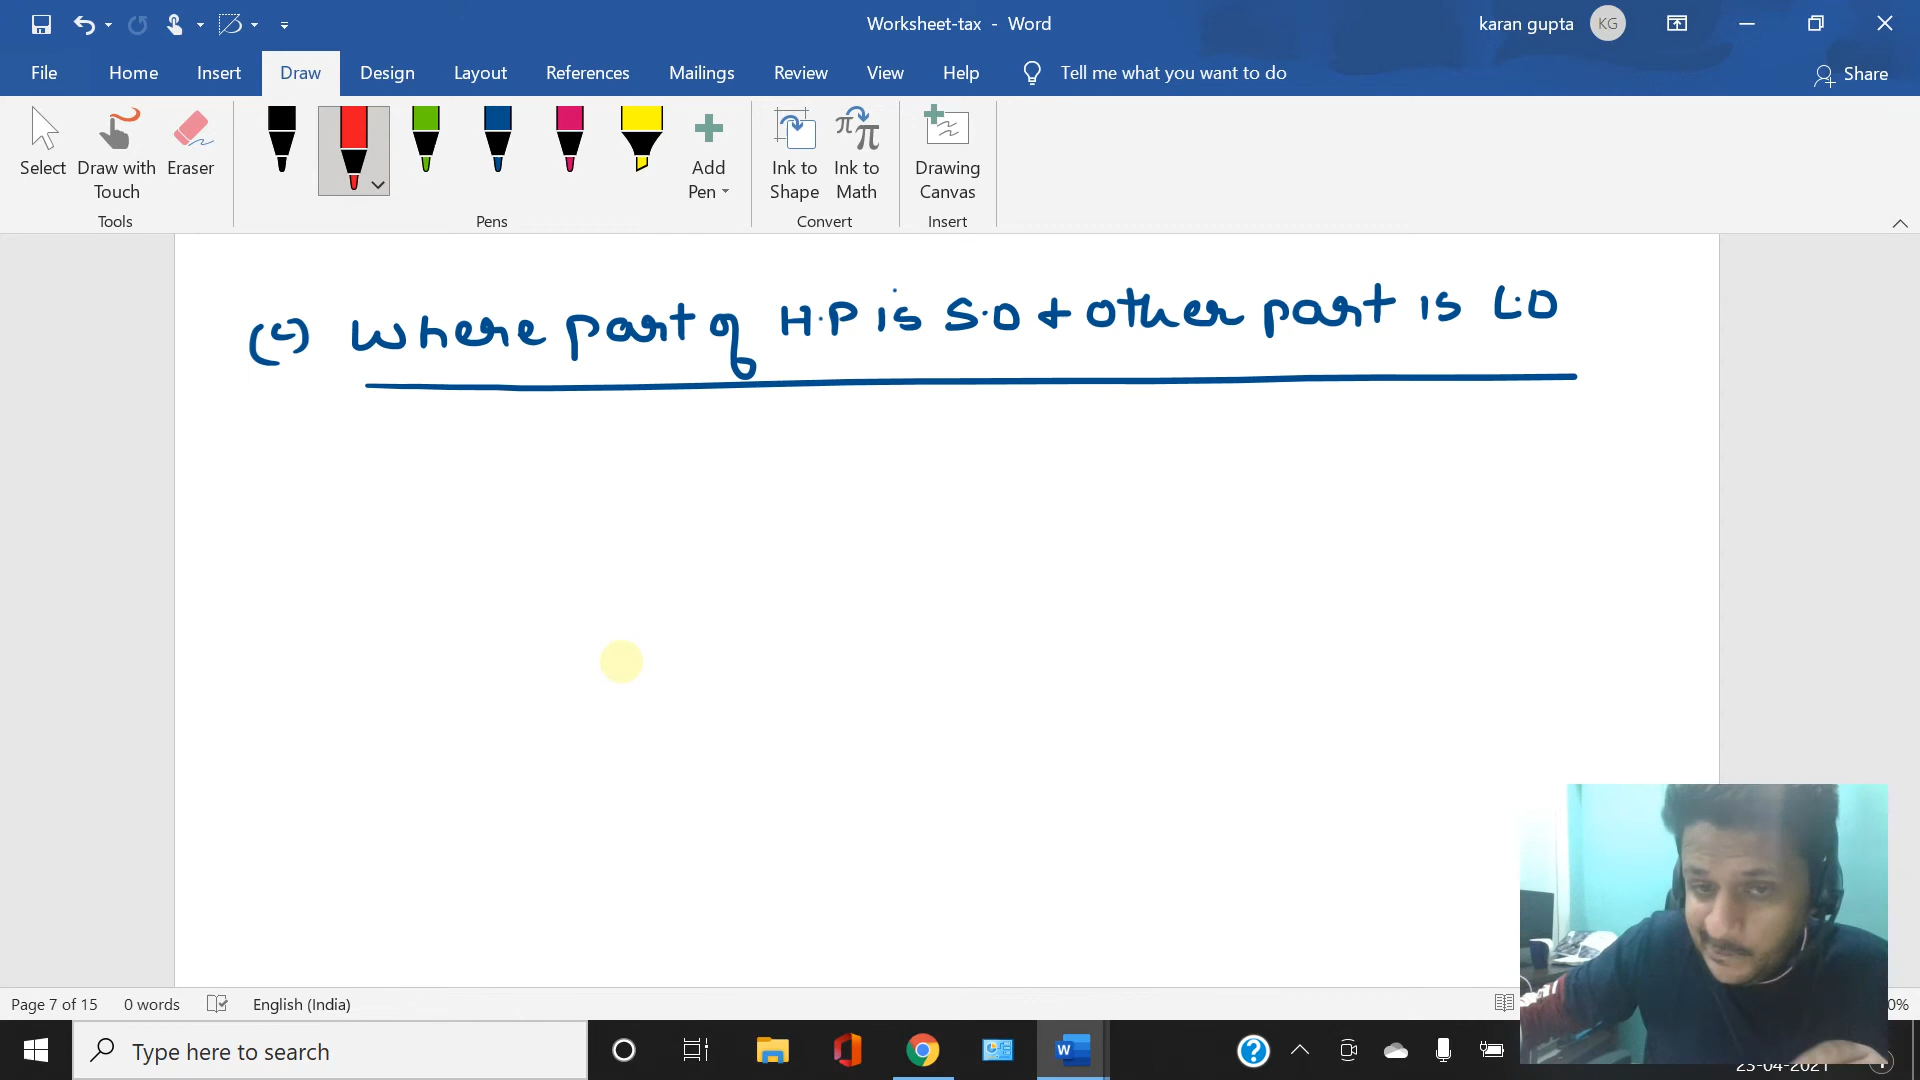 Worksheet-tax - Word
karan gupta
KG
File Home Insert Draw Design Layout References Mailings Review View Help Tell me what you want to do Share
Select
Draw with Touch
Eraser
Tools
Pens
Add Pen
Ink to Shape
Ink to Math
Convert
Drawing Canvas
Insert
(c) where part of H.P is S.O + other part is L.O
Page 7 of 15 0 words English (India)
0%
Type here to search